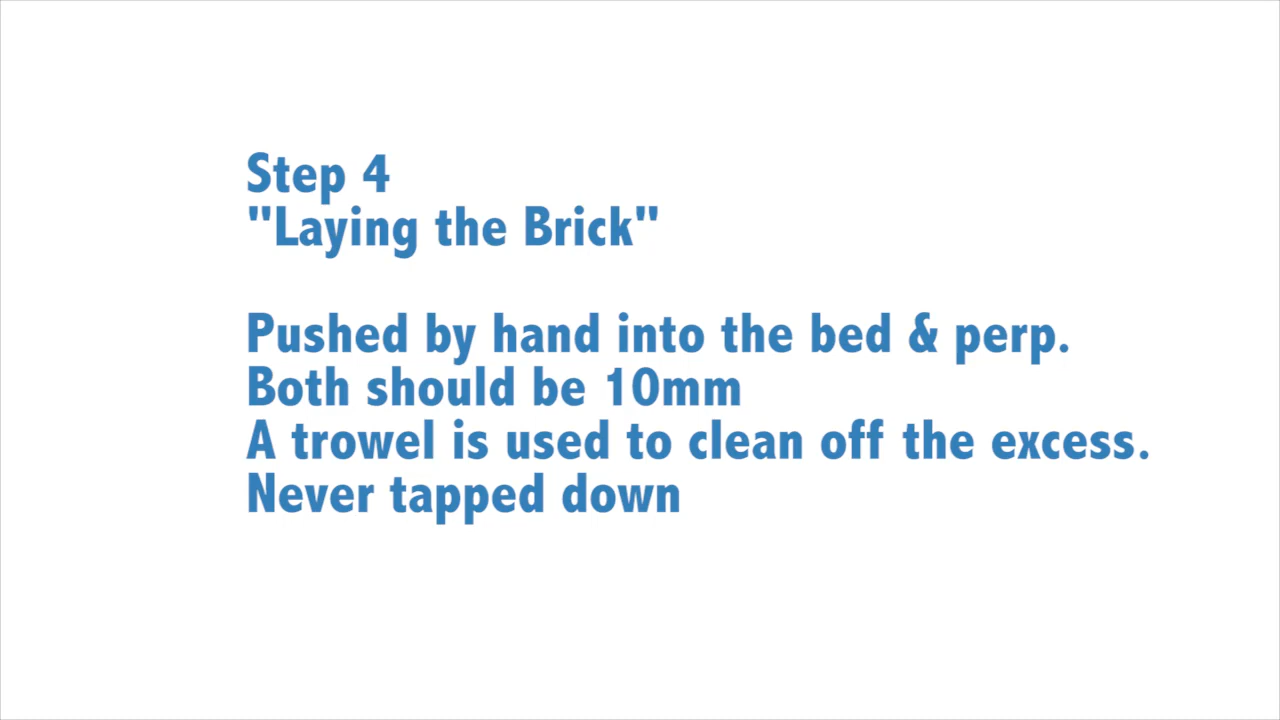 Step 4
"Laying the Brick"
Pushed by hand into the bed & perp.
Both should be 10mm
A trowel is used to clean off the excess.
Never tapped down